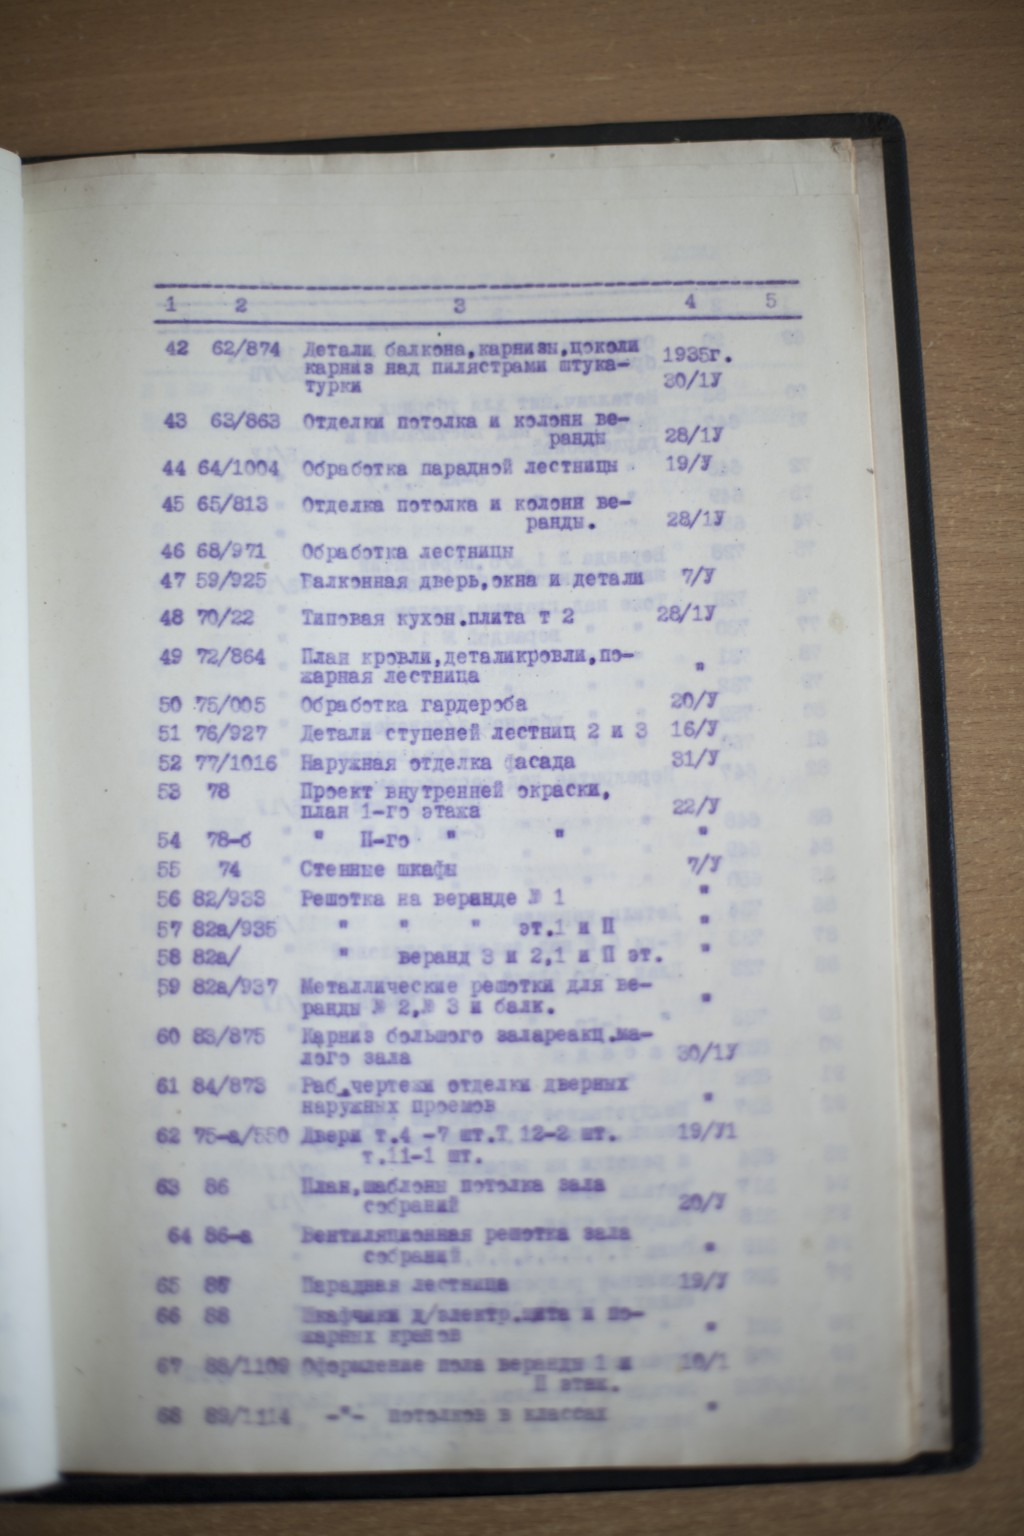 1 2 3 4 5
42 62/874 Детали балкона,карнизы,цоколи 1935г.
карниз над пилястрами штука-
турки 30/1У
43 63/863 Отделки потолка и колонн ве-
ранды 28/1У
44 64/1004 Обработка парадной лестницы 19/У
45 65/813 Отделка потолка и колонн ве-
ранды. 28/1У
46 68/971 Обработка лестницы
47 59/925 Балконная дверь,окна и детали 7/У
48 70/22 Типовая кухон.плита т 2 28/1У
49 72/864 План кровли,деталикровли,по- "
жарная лестница
50 75/005 Обработка гардероба 20/У
51 76/927 Детали ступеней лестниц 2 и 3 16/У
52 77/1016 Наружная отделка фасада 31/У
53 78 Проект внутренней окраски,
план 1-го этажа 22/У
54 78-б " П-го " " "
55 74 Стенные шкафы 7/У
56 82/933 Решотка на веранде № 1 "
57 82а/935 " " " эт.1 и П "
58 82а/ " веранд 3 и 2,1 и П эт. "
59 82а/937 Металлические решотки для ве-
ранды № 2,№ 3 и балк. "
60 83/875 Карниз большого залареакц.ма-
лого зала 30/1У
61 84/873 Раб.чертежи отделки дверных
наружных проемов "
62 75-а/550 Двери т.4 -7 шт.Т 12-2 шт. 19/У1
т.11-1 шт.
63 86 План,шаблоны потолка зала
собраний 20/У
64 86-а Вентиляционная решотка зала
собраний "
65 Парадная лестница 19/У
66 88 Шкафчики д/электр.щита и по-
жарных кранов "
67 88/1109 Оформление пола веранды 1 и
П этаж.
68 89/1114 -"- потолков в классах "